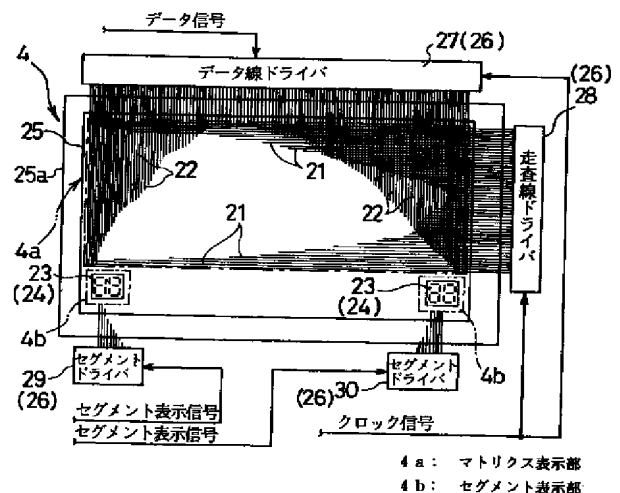 データ信号
27(26)
データ線ドライバ
4
(26)
28
25
25a
22
21
22
走査線ドライバ
4a
21
23
(24)
23
(24)
4b
4b
セグメント
ドライバ
29
(26)
セグメント
ドライバ
30
(26)
セグメント表示信号
セグメント表示信号
クロック信号
4a： マトリクス表示部
4b： セグメント表示部